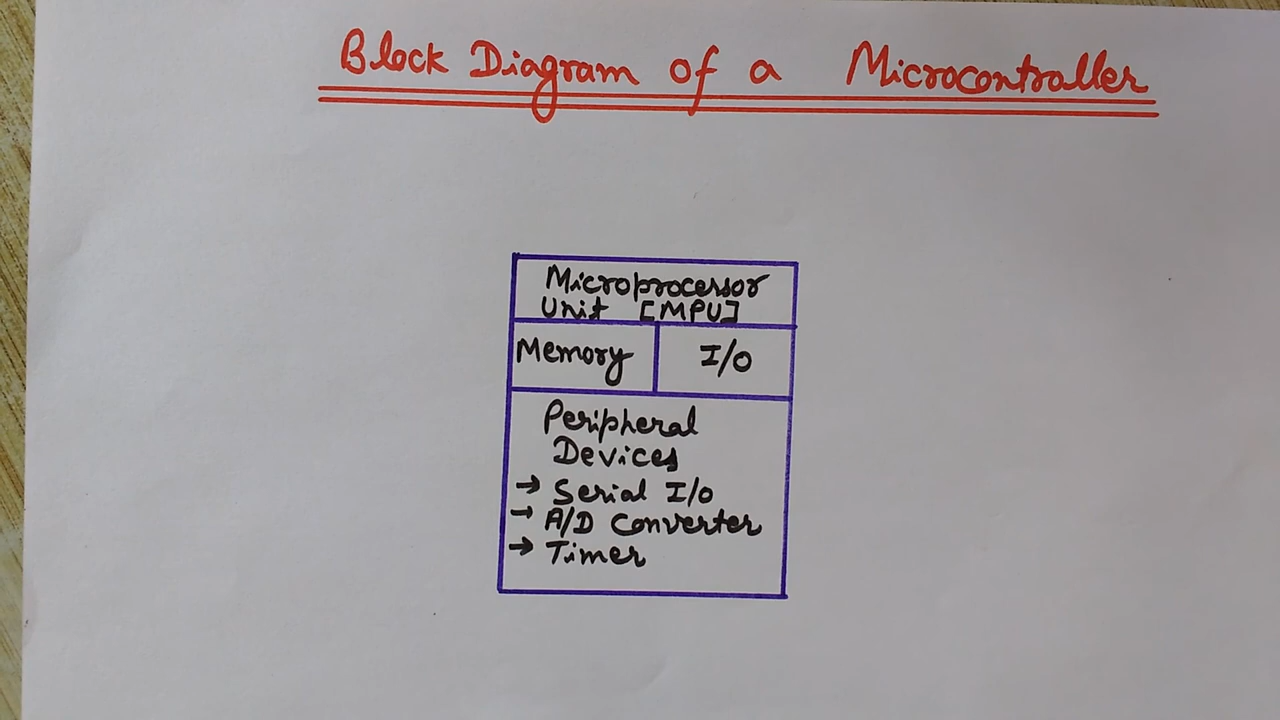 Block Diagram of a Microcontroller
Microprocessor
Unit [MPU]
Memory
I/O
Peripheral
Devices
→ Serial I/O
→ A/D Converter
→ Timer